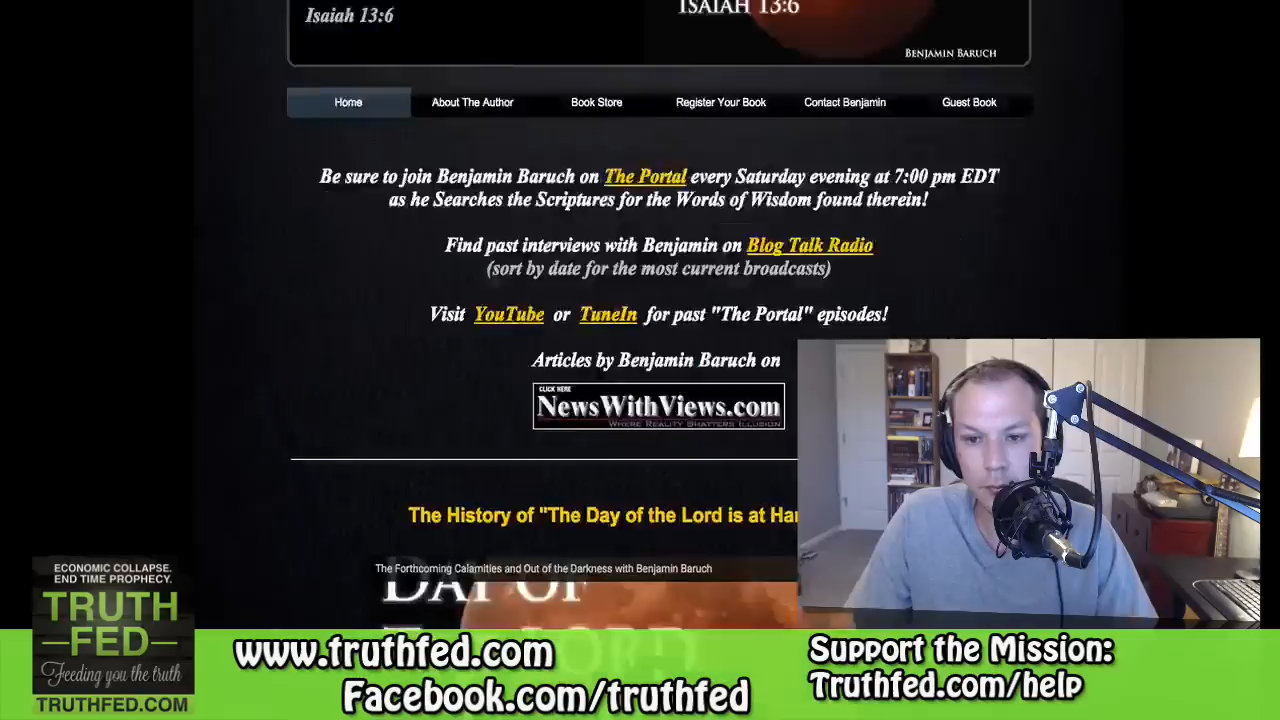 Isaiah 13:6
ISAIAH 13:6
BENJAMIN BARUCH
Home
About The Author
Book Store
Register Your Book
Contact Benjamin
Guest Book
Be sure to join Benjamin Baruch on The Portal every Saturday evening at 7:00 pm EDT
as he Searches the Scriptures for the Words of Wisdom found therein!
Find past interviews with Benjamin on Blog Talk Radio
(sort by date for the most current broadcasts)
Visit YouTube or TuneIn for past "The Portal" episodes!
Articles by Benjamin Baruch on
CLICK HERE
NewsWithViews.com
WHERE REALITY SHATTERS ILLUSION
The History of "The Day of the Lord is at Han
The Forthcoming Calamities and Out of the Darkness with Benjamin Baruch
DAY OF
LORD
ECONOMIC COLLAPSE.
END TIME PROPHECY.
TRUTH
FED
Feeding you the truth
TRUTHFED.COM
www.truthfed.com
Facebook.com/truthfed
Support the Mission:
Truthfed.com/help